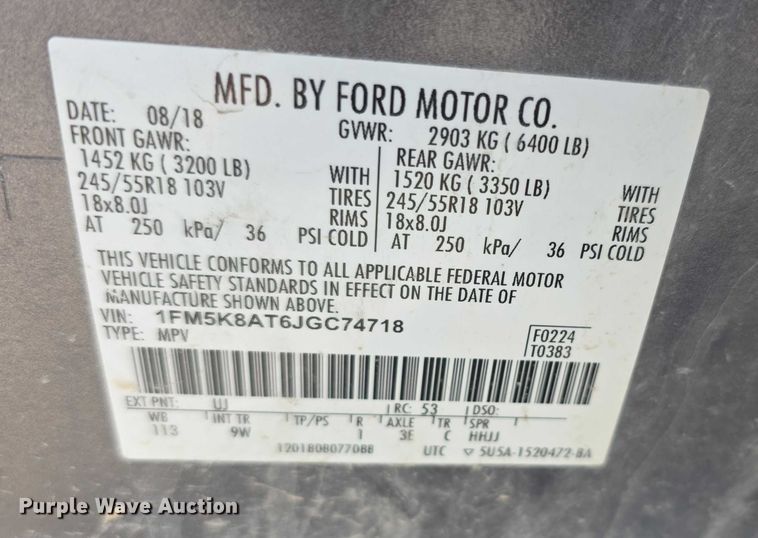 MFD. BY FORD MOTOR CO.
DATE: 08/18
GVWR: 2903 KG ( 6400 LB)
FRONT GAWR:
1452 KG ( 3200 LB) WITH
245/55R18 103V TIRES
18x8.0J RIMS
AT 250 kPa/ 36 PSI COLD
REAR GAWR:
1520 KG ( 3350 LB) WITH
245/55R18 103V TIRES
18x8.0J RIMS
AT 250 kPa/ 36 PSI COLD
THIS VEHICLE CONFORMS TO ALL APPLICABLE FEDERAL MOTOR
VEHICLE SAFETY STANDARDS IN EFFECT ON THE DATE OF
MANUFACTURE SHOWN ABOVE.
VIN: 1FM5K8AT6JGC74718
TYPE: MPV
F0224
T0383
EXT PNT: UJ RC: 53 DSO:
WB INT TR TP/PS R AXLE TR SPR
113 9W 1 3E C HHJJ
1201808077088 UTC 5U5A-1520472-8A
Purple Wave Auction